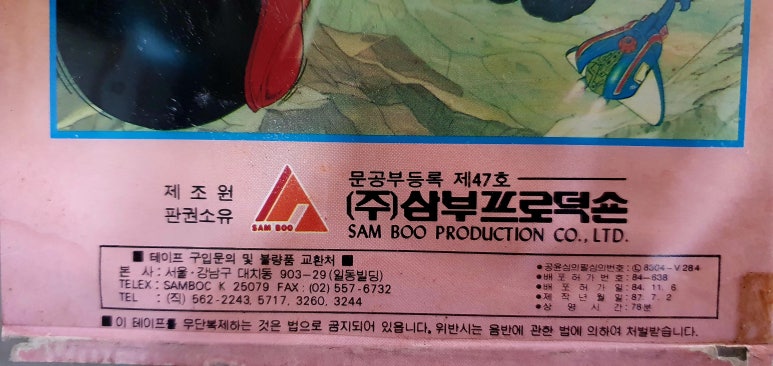 문공부등록 제47호
제조원
판권소유
SAM BOO
(주)삼부프로덕숀
SAM BOO PRODUCTION CO., LTD.
■ 테이프 구입문의 및 불량품 교환처 ■
본 사 : 서울·강남구 대치동 903-29 (일동빌딩)
TELEX : SAMBOC K 25079 FAX : (02) 557-6732
TEL : (직) 562-2243, 5717, 3260, 3244
●공윤심의필심의번호 : Ⓒ8304-V284
●배포허가번호 : 84-638
●배포허가일 : 84. 11. 6
●제작년월일 : 87. 7. 2
●상영시간 : 78분
■ 이 테이프를 무단복제하는 것은 법으로 금지되어 있읍니다. 위반시는 음반에 관한 법에 의하여 처벌받습니다.